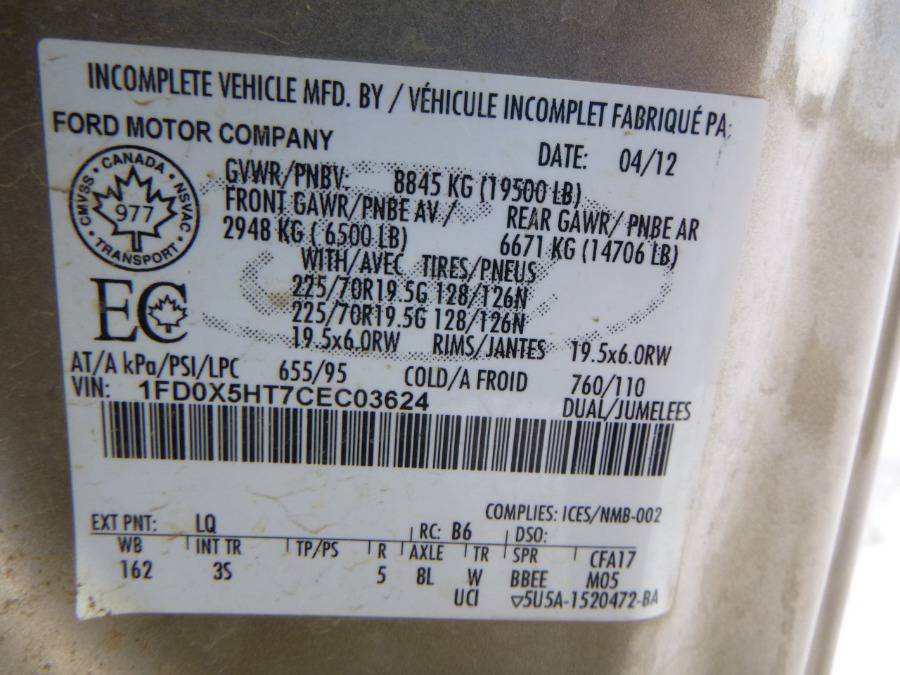 INCOMPLETE VEHICLE MFD. BY / VÉHICULE INCOMPLET FABRIQUÉ PA:
FORD MOTOR COMPANY
DATE: 04/12
CANADA
CMVSS
NSVAC
977
TRANSPORT
GVWR/PNBV: 8845 KG (19500 LB)
FRONT GAWR/PNBE AV / REAR GAWR/ PNBE AR
2948 KG ( 6500 LB) 6671 KG (14706 LB)
WITH/AVEC TIRES/PNEUS
225/70R19.5G 128/126N
225/70R19.5G 128/126N
19.5x6.0RW RIMS/JANTES 19.5x6.0RW
EC
AT/A kPa/PSI/LPC 655/95 COLD/A FROID 760/110
VIN: 1FD0X5HT7CEC03624 DUAL/JUMELEES
COMPLIES: ICES/NMB-002
EXT PNT: LQ RC: B6 DSO:
WB INT TR TP/PS R AXLE TR SPR CFA17
162 3S 5 8L W BBEE M05
UCI ▽5U5A-1520472-BA